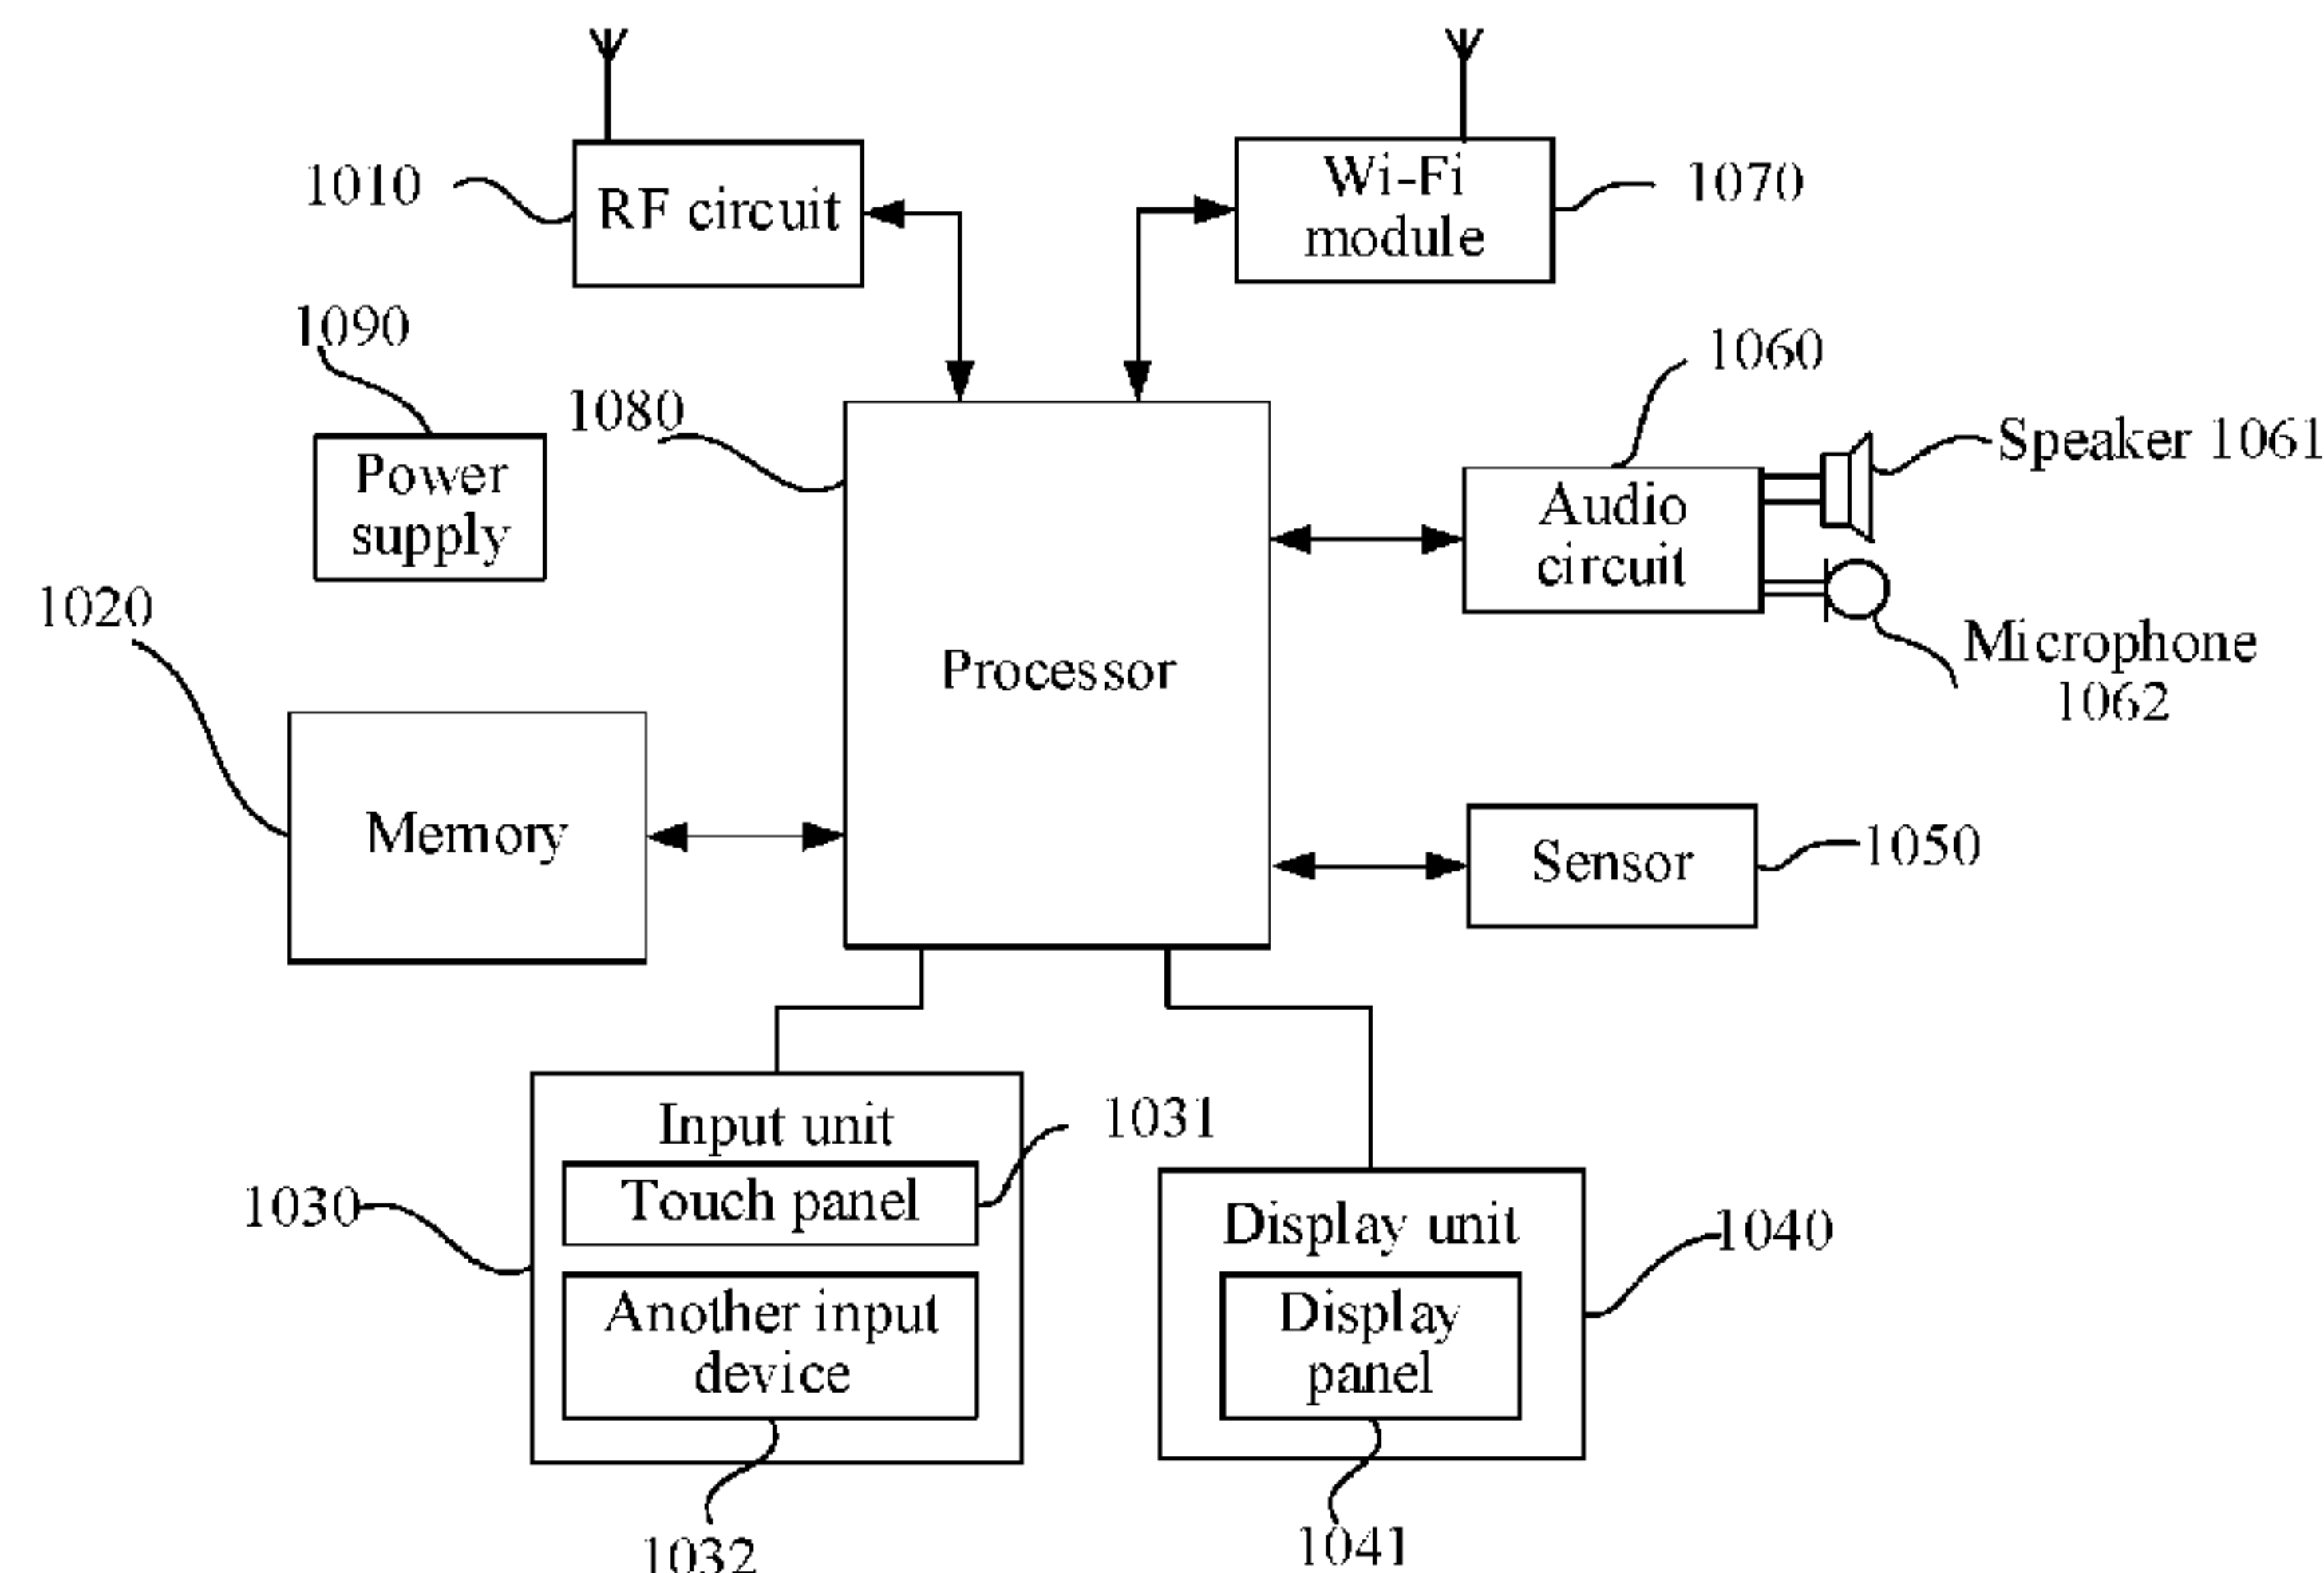 1010
RF circuit
Wi-Fi
module
1070
1090
Power
supply
1080
1060
Audio
circuit
Speaker 1061
Microphone
1062
1020
Memory
Processor
Sensor
1050
Input unit
1031
Touch panel
1030
Another input
device
1032
Display unit
1040
Display
panel
1041